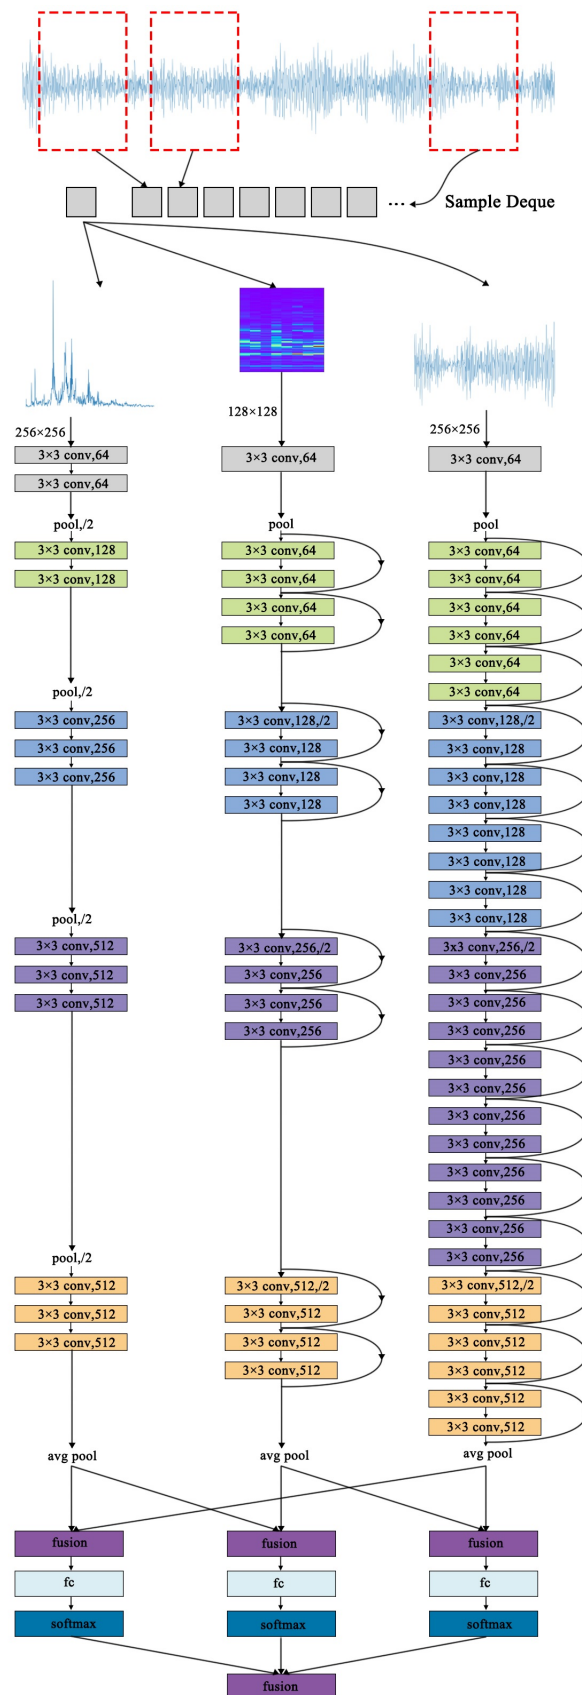 ... Sample Deque
128×128
256×256
256×256
3×3 conv,64
3×3 conv,64
pool,/2
3×3 conv,128
3×3 conv,128
pool,/2
3×3 conv,256
3×3 conv,256
3×3 conv,256
pool,/2
3×3 conv,512
3×3 conv,512
3×3 conv,512
pool,/2
3×3 conv,512
3×3 conv,512
3×3 conv,512
avg pool
fusion
fc
softmax
3×3 conv,64
pool
3×3 conv,64
3×3 conv,64
3×3 conv,64
3×3 conv,64
3×3 conv,128,/2
3×3 conv,128
3×3 conv,128
3×3 conv,128
3×3 conv,256,/2
3×3 conv,256
3×3 conv,256
3×3 conv,256
3×3 conv,512,/2
3×3 conv,512
3×3 conv,512
3×3 conv,512
avg pool
fusion
fc
softmax
3×3 conv,64
pool
3×3 conv,64
3×3 conv,64
3×3 conv,64
3×3 conv,64
3×3 conv,64
3×3 conv,64
3×3 conv,128,/2
3×3 conv,128
3×3 conv,128
3×3 conv,128
3×3 conv,128
3×3 conv,128
3×3 conv,128
3×3 conv,128
3x3 conv,256,/2
3×3 conv,256
3×3 conv,256
3×3 conv,256
3×3 conv,256
3×3 conv,256
3×3 conv,256
3×3 conv,256
3×3 conv,256
3×3 conv,256
3×3 conv,256
3×3 conv,256
3×3 conv,512,/2
3×3 conv,512
3×3 conv,512
3×3 conv,512
3×3 conv,512
3×3 conv,512
avg pool
fusion
fc
softmax
fusion